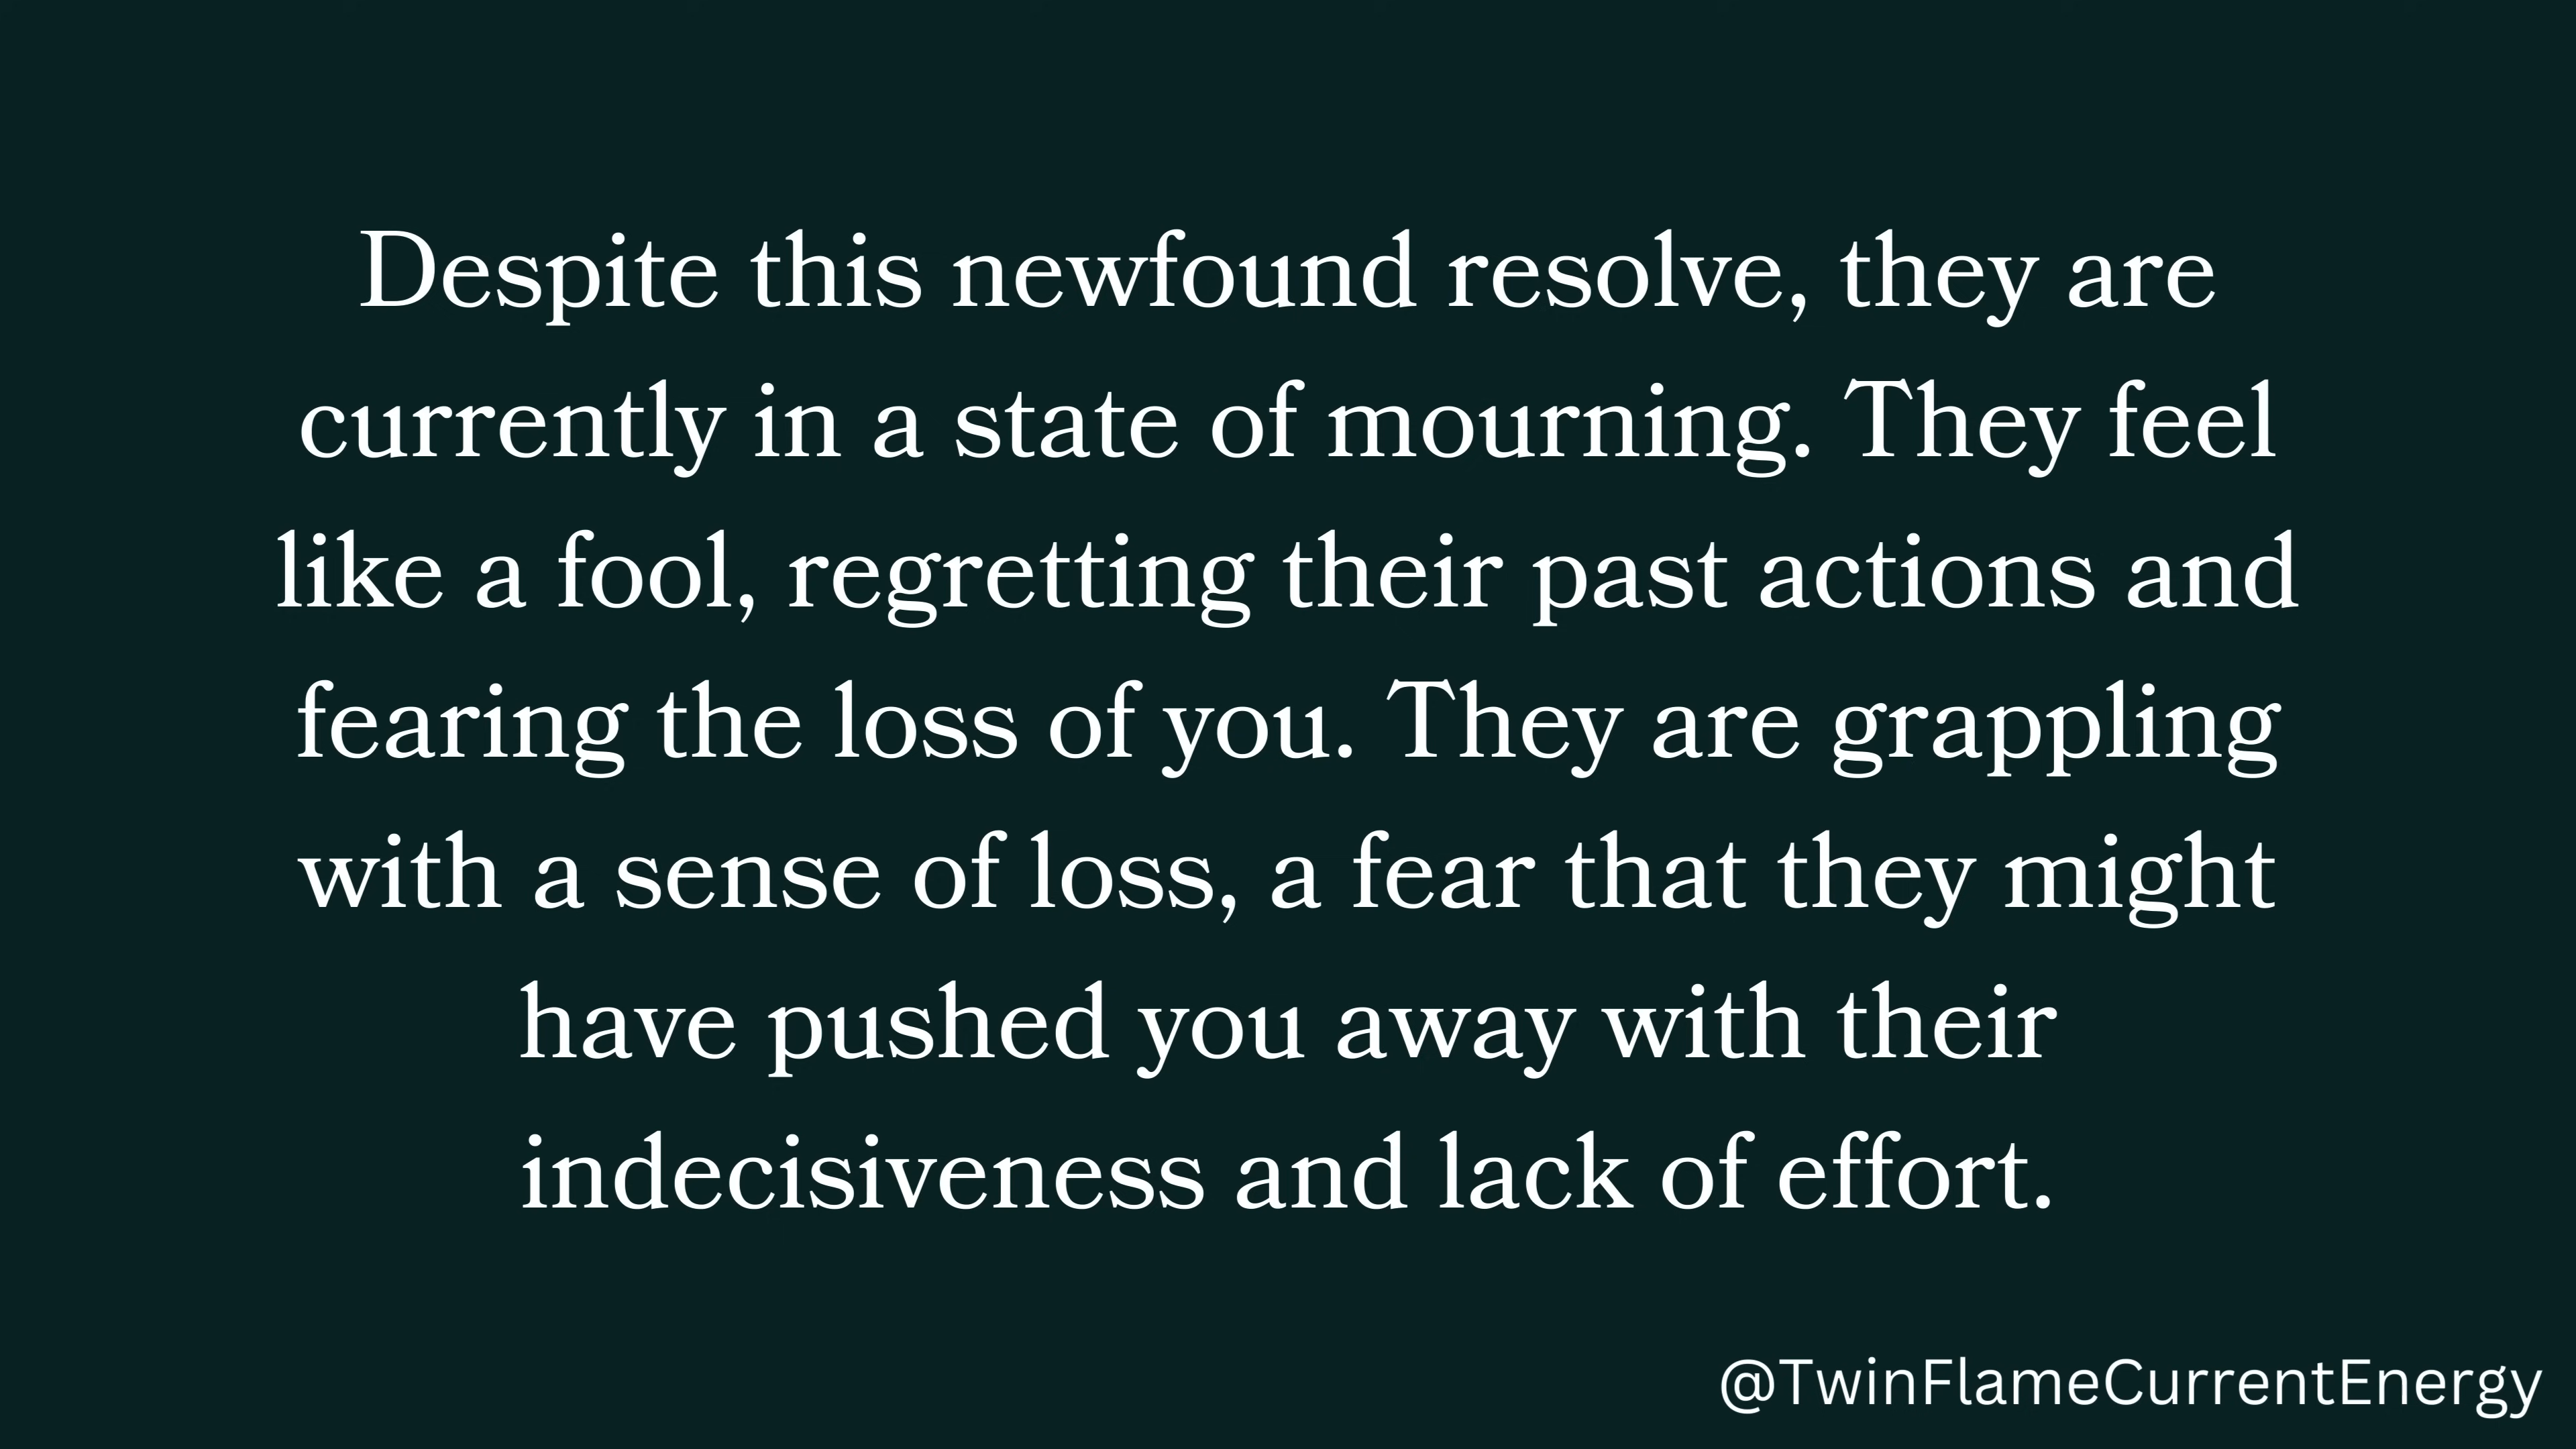 Despite this newfound resolve, they are
currently in a state of mourning. They feel
like a fool, regretting their past actions and
fearing the loss of you. They are grappling
with a sense of loss, a fear that they might
have pushed you away with their
indecisiveness and lack of effort.
@TwinFlameCurrentEnergy